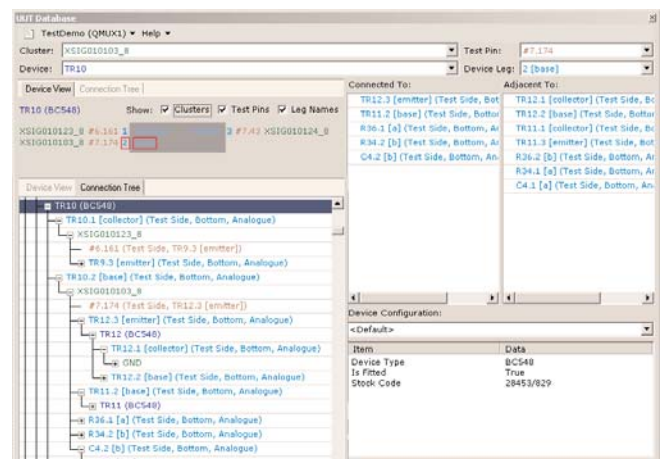 UUT Database
TestDemo (QMUX1) Help
Cluster: XSIG010103_8 Test Pin: #7.174
Device: TR10 Device Leg: 2 [base]
Device View Connection Tree
TR10 (BC548) Show: Clusters Test Pins Leg Names
XSIG010123_8 #6.161 1 3 #7.43 XSIG010124_8
XSIG010103_8 #7.174 2
Device View Connection Tree
TR10 (BC548)
TR10.1 [collector] (Test Side, Bottom, Analogue)
XSIG010123_8
#6.161 (Test Side, TR9.3 [emitter])
TR9.3 [emitter] (Test Side, Bottom, Analogue)
TR10.2 [base] (Test Side, Bottom, Analogue)
XSIG010103_8
#7.174 (Test Side, TR12.3 [emitter])
TR12.3 [emitter] (Test Side, Bottom, Analogue)
TR12 (BC548)
TR12.1 [collector] (Test Side, Bottom, Analogue)
GND
TR12.2 [base] (Test Side, Bottom, Analogue)
TR11.2 [base] (Test Side, Bottom, Analogue)
TR11 (BC548)
R36.1 [a] (Test Side, Bottom, Analogue)
R34.2 [b] (Test Side, Bottom, Analogue)
C4.2 [b] (Test Side, Bottom, Analogue)
Connected To:
TR12.3 [emitter] (Test Side, Bot
TR11.2 [base] (Test Side, Bottor
R36.1 [a] (Test Side, Bottom, An
R34.2 [b] (Test Side, Bottom, An
C4.2 [b] (Test Side, Bottom, An
Adjacent To:
TR12.1 [collector] (Test Side, Bo
TR12.2 [base] (Test Side, Bottor
TR11.1 [collector] (Test Side, Bo
TR11.3 [emitter] (Test Side, Bot
R36.2 [b] (Test Side, Bottom, Ar
R34.1 [a] (Test Side, Bottom, Ar
C4.1 [a] (Test Side, Bottom, An
Device Configuration:
<Default>
Item Data
Device Type BC548
Is Fitted True
Stock Code 28453/829